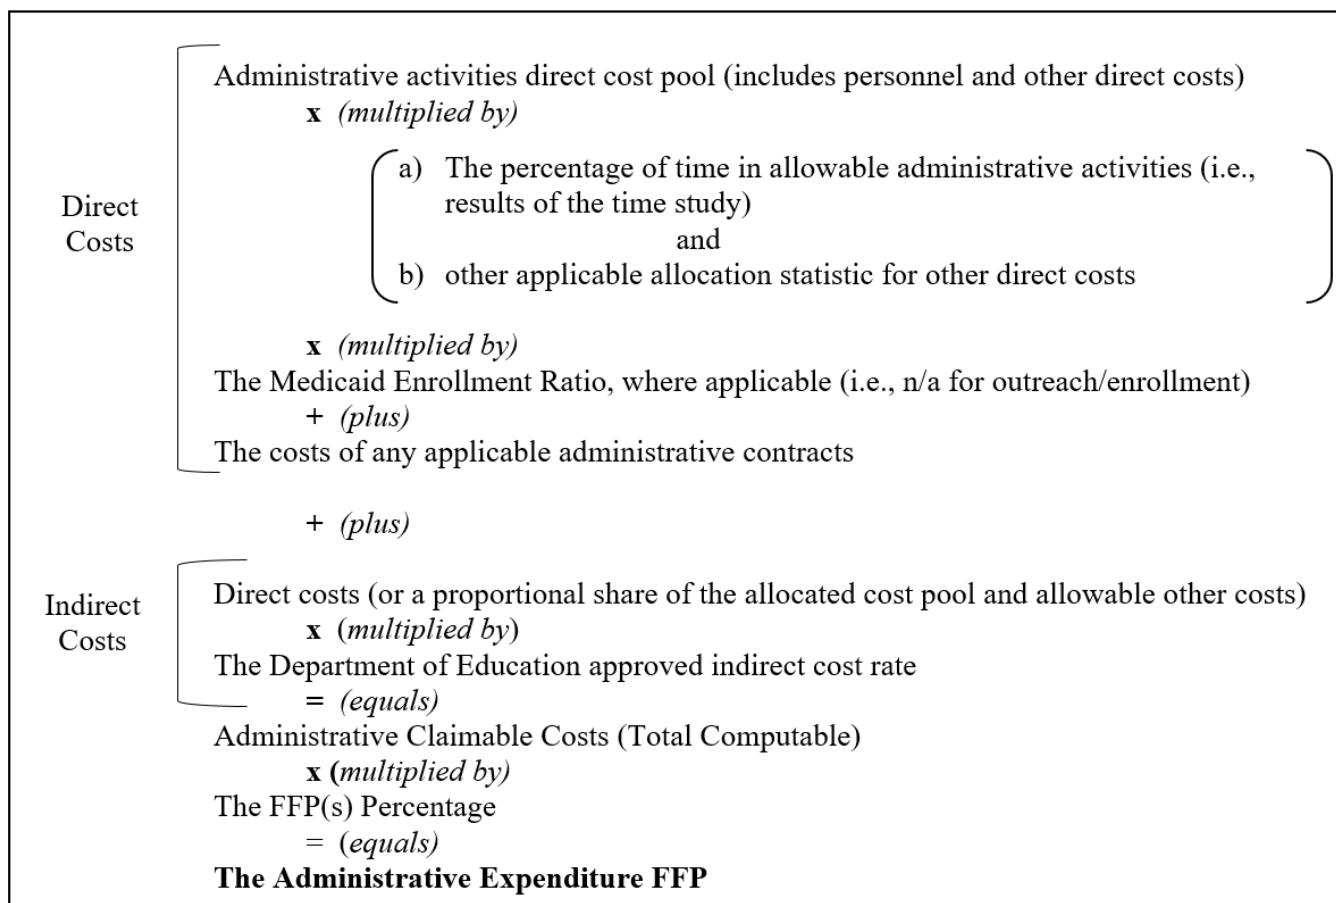 Administrative activities direct cost pool (includes personnel and other direct costs)
x (multiplied by)
a) The percentage of time in allowable administrative activities (i.e.,
results of the time study)
and
b) other applicable allocation statistic for other direct costs
Direct
Costs
x (multiplied by)
The Medicaid Enrollment Ratio, where applicable (i.e., n/a for outreach/enrollment)
+ (plus)
The costs of any applicable administrative contracts
+ (plus)
Indirect
Costs
Direct costs (or a proportional share of the allocated cost pool and allowable other costs)
x (multiplied by)
The Department of Education approved indirect cost rate
= (equals)
Administrative Claimable Costs (Total Computable)
x (multiplied by)
The FFP(s) Percentage
= (equals)
The Administrative Expenditure FFP